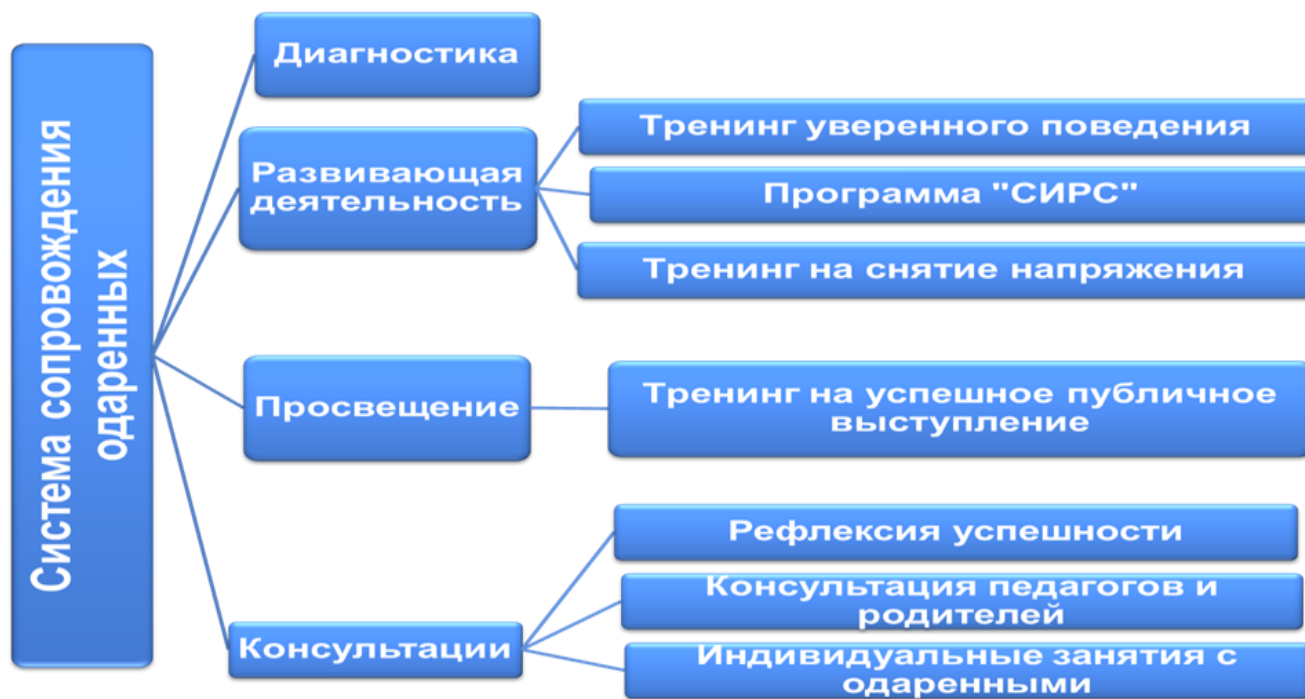 Система сопровождения
одаренных
Диагностика
Развивающая
деятельность
Тренинг уверенного поведения
Программа "СИРС"
Тренинг на снятие напряжения
Просвещение
Тренинг на успешное публичное
выступление
Консультации
Рефлексия успешности
Консультация педагогов и
родителей
Индивидуальные занятия с
одаренными